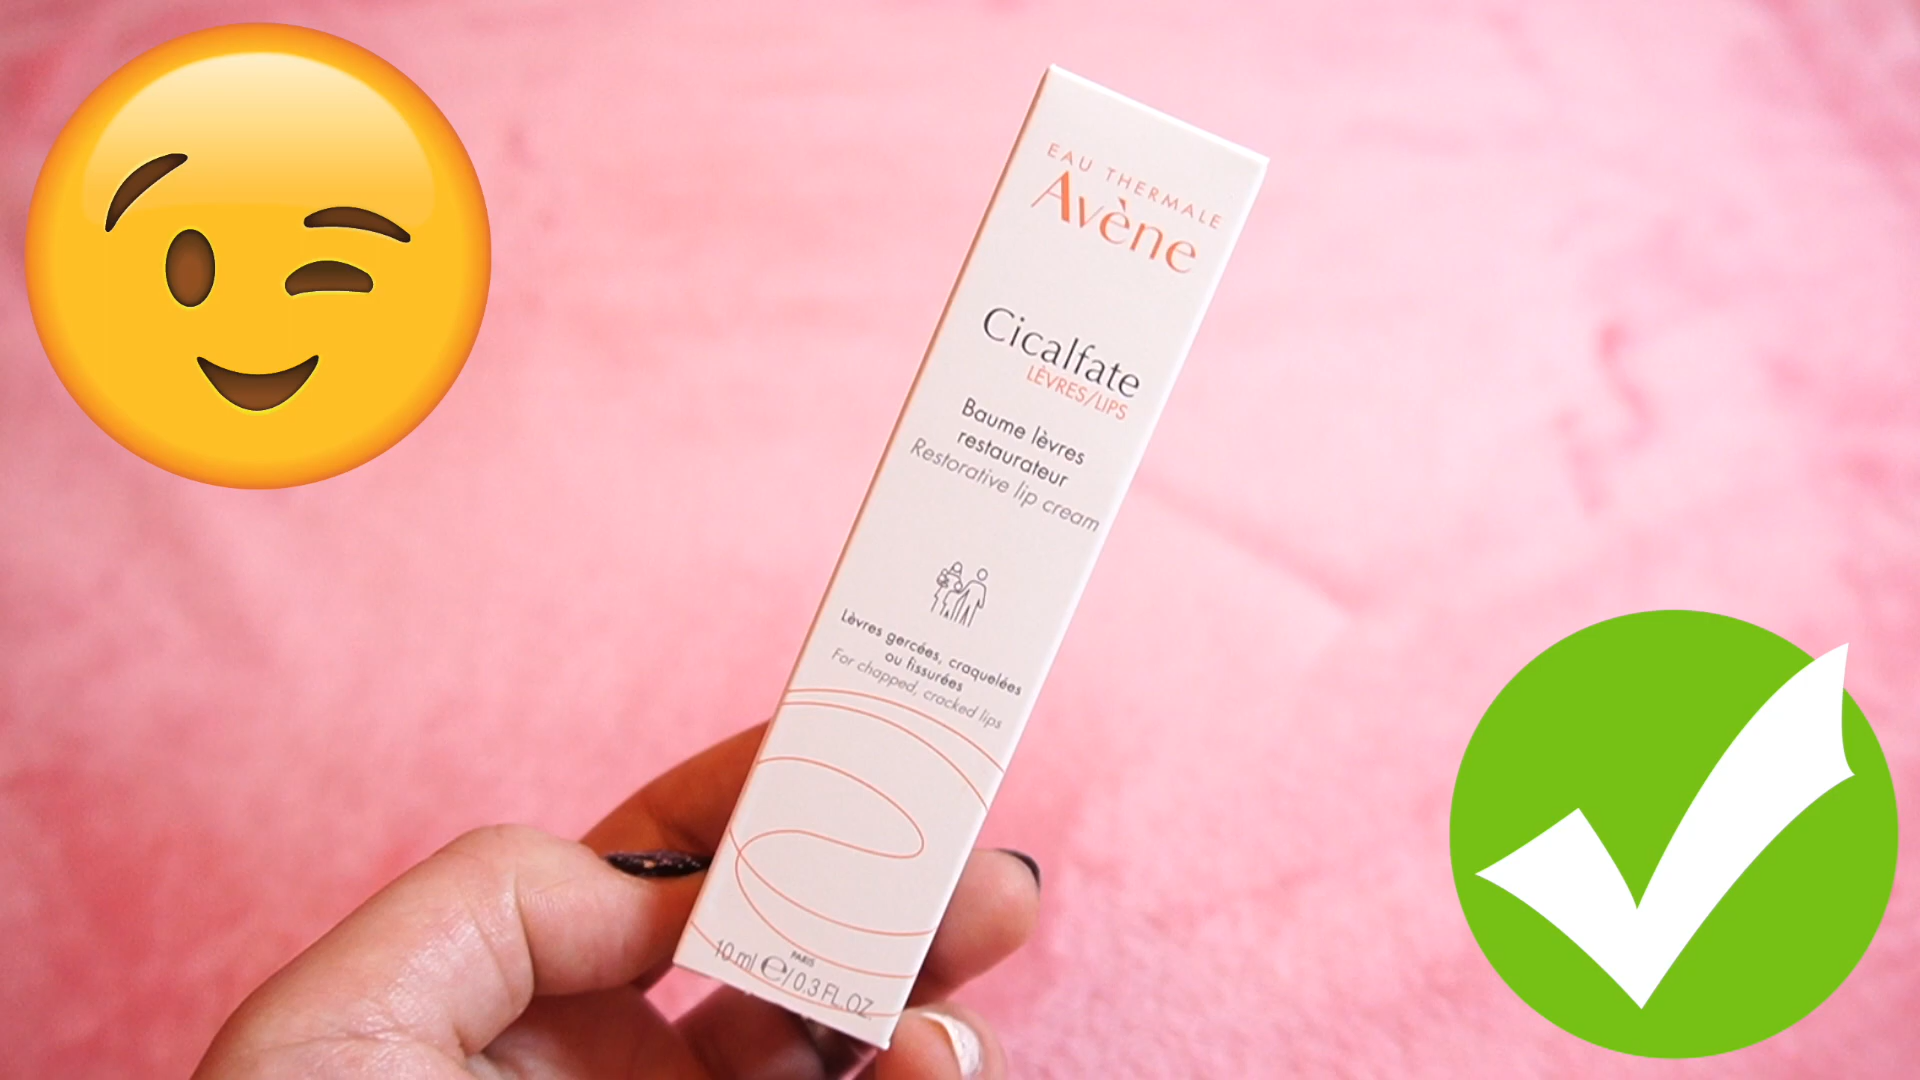 EAU THERMALE
Avène
Cicalfate
LÈVRES/LIPS
Baume lèvres
restaurateur
Restorative lip cream
Lèvres gercées, craquelées
ou fissurées
For chapped, cracked lips
PARIS
10 ml ℮/0.3 FL.OZ.